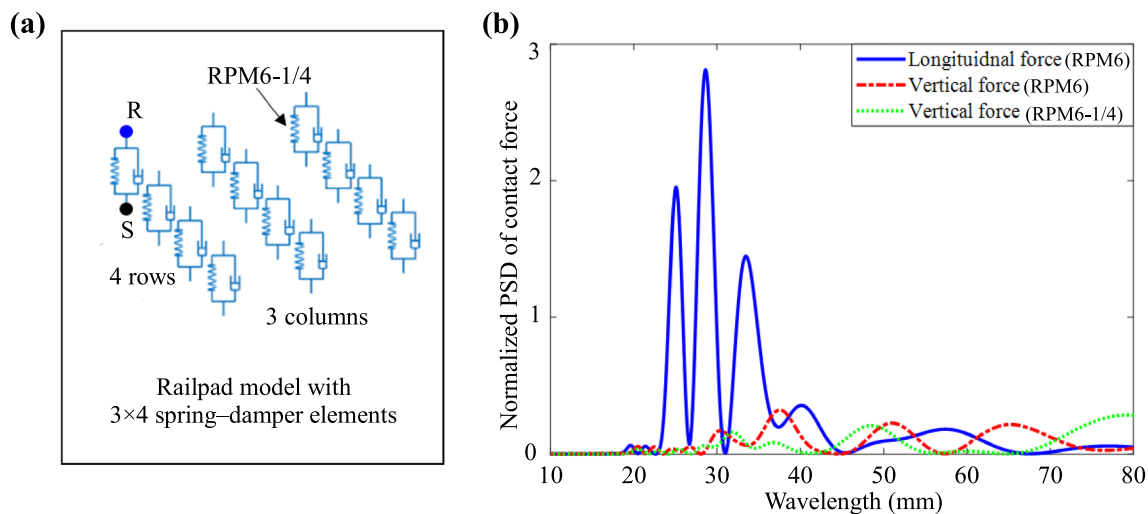 (a)
RPM6-1/4
R
S
4 rows
3 columns
Railpad model with
3×4 spring–damper elements
(b)
Normalized PSD of contact force
3
2
1
0
Longituidnal force (RPM6)
Vertical force (RPM6)
Vertical force (RPM6-1/4)
10 20 30 40 50 60 70 80
Wavelength (mm)